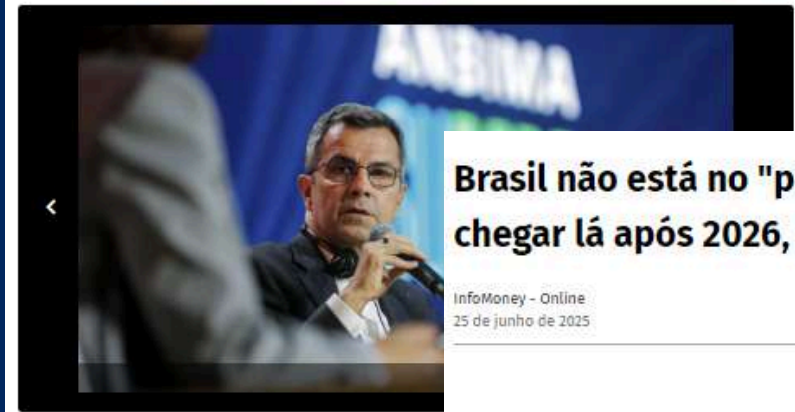 ANBIMA
Brasil não está no "p
chegar lá após 2026,
InfoMoney - Online
25 de junho de 2025